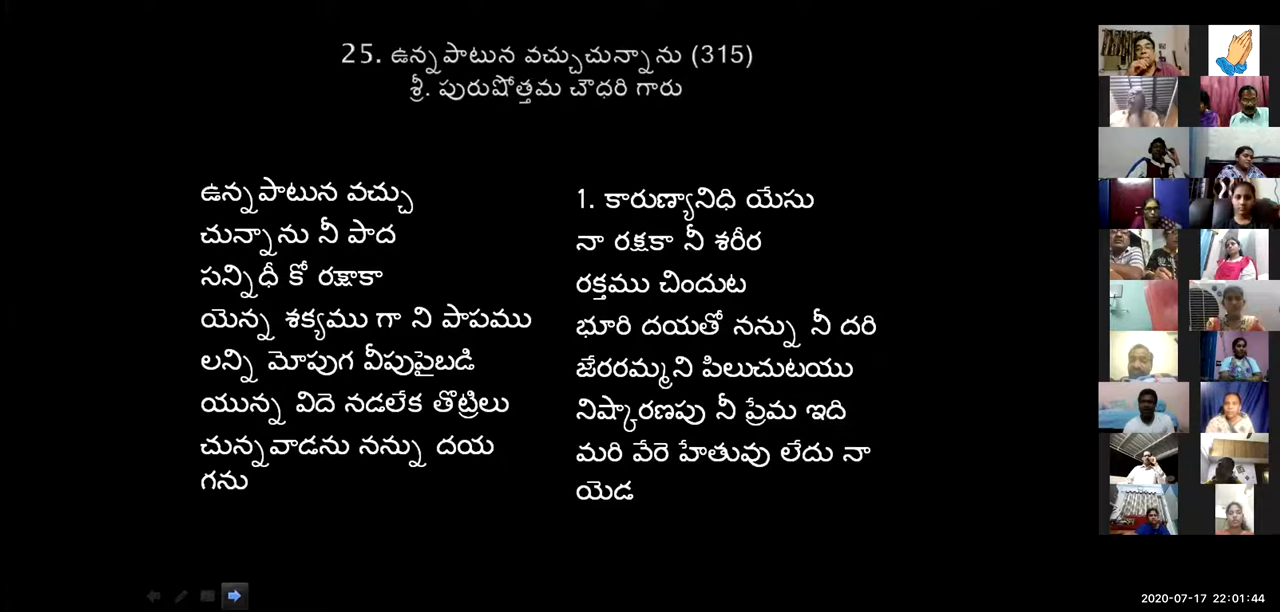 25. ఉన్నపాటున వచ్చుచున్నాను (315)
శ్రీ. పురుషోత్తమ చౌధరి గారు
ఉన్నపాటున వచ్చు
చున్నాను నీ పాద
సన్నిధీ కో రక్షాకా
యెన్న శక్యము గా ని పాపము
లన్ని మోపుగ వీపుపైబడి
యున్న విదె నడలేక తొట్రిలు
చున్నవాడను నన్ను దయ
గను
1. కారుణ్యానిధి యేసు
నా రక్షకా నీ శరీర
రక్తము చిందుట
భూరి దయతో నన్ను నీ దరి
జేరరమ్మని పిలుచుటయు
నిష్కారణపు నీ ప్రేమ ఇది
మరి వేరె హేతువు లేదు నా
యెడ
2020-07-17 22:01:44